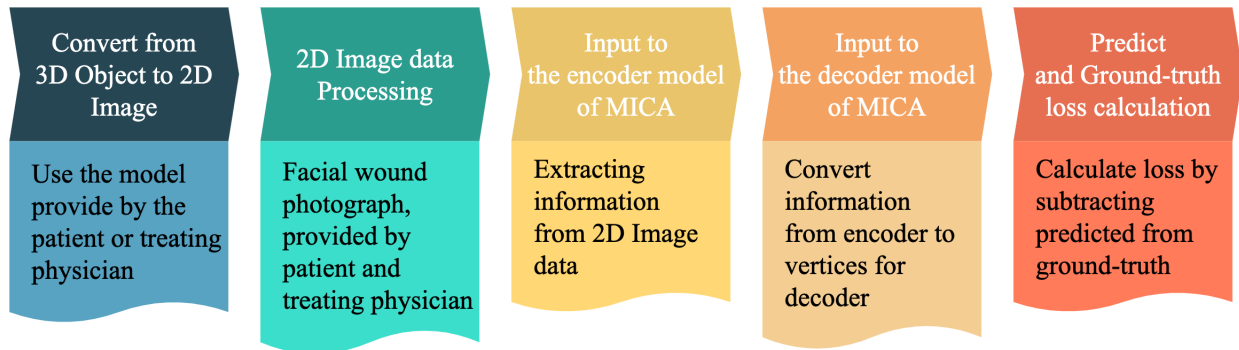 Convert from
3D Object to 2D
Image
Use the model
provide by the
patient or treating
physician
2D Image data
Processing
Facial wound
photograph,
provided by
patient and
treating physician
Input to
the encoder model
of MICA
Extracting
information
from 2D Image
data
Input to
the decoder model
of MICA
Convert
information
from encoder to
vertices for
decoder
Predict
and Ground-truth
loss calculation
Calculate loss by
subtracting
predicted from
ground-truth